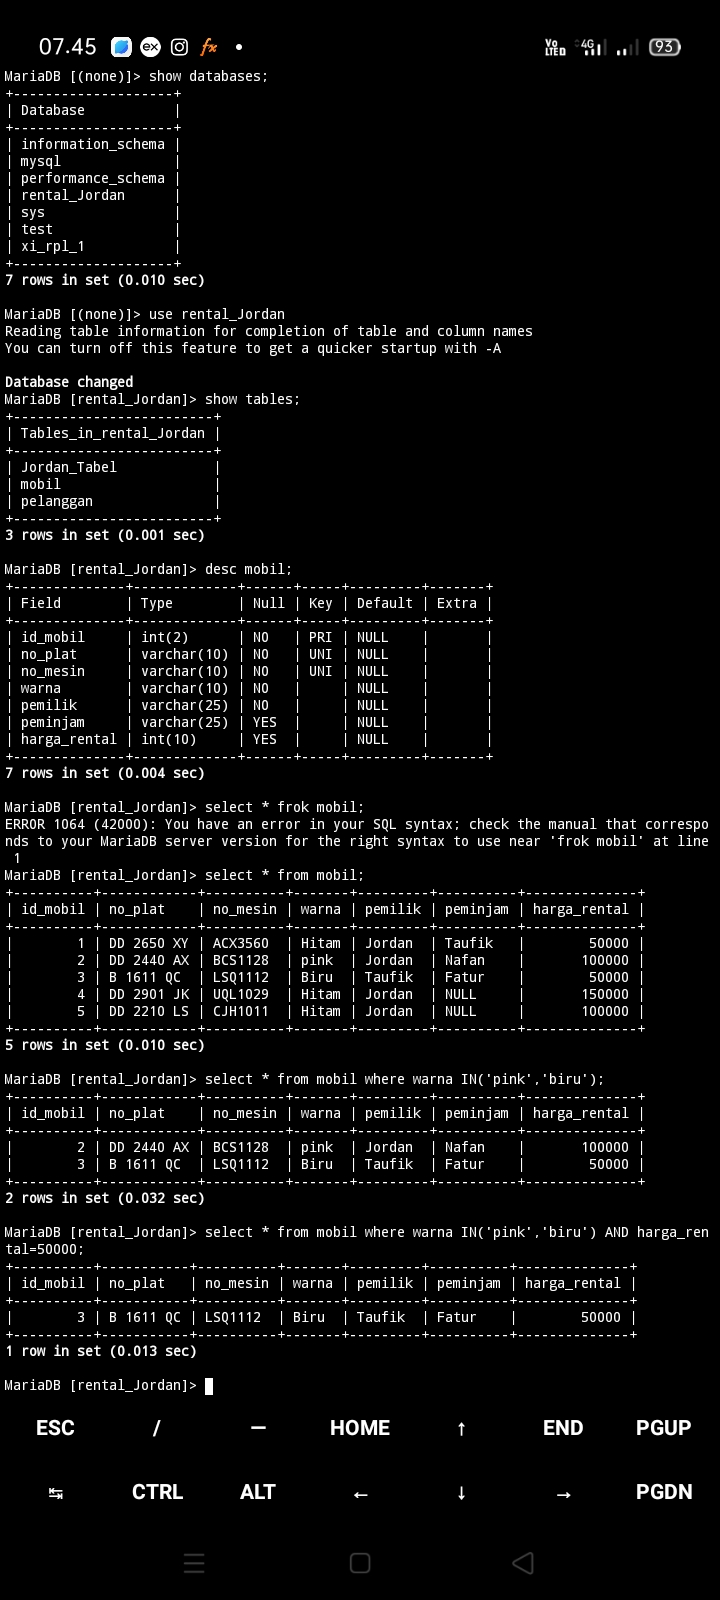 07.45 ex fx Vo LTED 4G 93
MariaDB [(none)]> show databases;
+--------------------+
| Database           |
+--------------------+
| information_schema |
| mysql              |
| performance_schema |
| rental_Jordan      |
| sys                |
| test               |
| xi_rpl_1           |
+--------------------+
7 rows in set (0.010 sec)
MariaDB [(none)]> use rental_Jordan
Reading table information for completion of table and column names
You can turn off this feature to get a quicker startup with -A
Database changed
MariaDB [rental_Jordan]> show tables;
+-------------------------+
| Tables_in_rental_Jordan |
+-------------------------+
| Jordan_Tabel            |
| mobil                   |
| pelanggan               |
+-------------------------+
3 rows in set (0.001 sec)
MariaDB [rental_Jordan]> desc mobil;
+--------------+-------------+------+-----+---------+-------+
| Field        | Type        | Null | Key | Default | Extra |
+--------------+-------------+------+-----+---------+-------+
| id_mobil     | int(2)      | NO   | PRI | NULL    |       |
| no_plat      | varchar(10) | NO   | UNI | NULL    |       |
| no_mesin     | varchar(10) | NO   | UNI | NULL    |       |
| warna        | varchar(10) | NO   |     | NULL    |       |
| pemilik      | varchar(25) | NO   |     | NULL    |       |
| peminjam     | varchar(25) | YES  |     | NULL    |       |
| harga_rental | int(10)     | YES  |     | NULL    |       |
+--------------+-------------+------+-----+---------+-------+
7 rows in set (0.004 sec)
MariaDB [rental_Jordan]> select * frok mobil;
ERROR 1064 (42000): You have an error in your SQL syntax; check the manual that correspo
nds to your MariaDB server version for the right syntax to use near 'frok mobil' at line
1
MariaDB [rental_Jordan]> select * from mobil;
+----------+------------+----------+-------+---------+----------+--------------+
| id_mobil | no_plat    | no_mesin | warna | pemilik | peminjam | harga_rental |
+----------+------------+----------+-------+---------+----------+--------------+
|        1 | DD 2650 XY | ACX3560  | Hitam | Jordan  | Taufik   |        50000 |
|        2 | DD 2440 AX | BCS1128  | pink  | Jordan  | Nafan    |       100000 |
|        3 | B 1611 QC  | LSQ1112  | Biru  | Taufik  | Fatur    |        50000 |
|        4 | DD 2901 JK | UQL1029  | Hitam | Jordan  | NULL     |       150000 |
|        5 | DD 2210 LS | CJH1011  | Hitam | Jordan  | NULL     |       100000 |
+----------+------------+----------+-------+---------+----------+--------------+
5 rows in set (0.010 sec)
MariaDB [rental_Jordan]> select * from mobil where warna IN('pink','biru');
+----------+------------+----------+-------+---------+----------+--------------+
| id_mobil | no_plat    | no_mesin | warna | pemilik | peminjam | harga_rental |
+----------+------------+----------+-------+---------+----------+--------------+
|        2 | DD 2440 AX | BCS1128  | pink  | Jordan  | Nafan    |       100000 |
|        3 | B 1611 QC  | LSQ1112  | Biru  | Taufik  | Fatur    |        50000 |
+----------+------------+----------+-------+---------+----------+--------------+
2 rows in set (0.032 sec)
MariaDB [rental_Jordan]> select * from mobil where warna IN('pink','biru') AND harga_ren
tal=50000;
+----------+-----------+----------+-------+---------+----------+--------------+
| id_mobil | no_plat   | no_mesin | warna | pemilik | peminjam | harga_rental |
+----------+-----------+----------+-------+---------+----------+--------------+
|        3 | B 1611 QC | LSQ1112  | Biru  | Taufik  | Fatur    |        50000 |
+----------+-----------+----------+-------+---------+----------+--------------+
1 row in set (0.013 sec)
MariaDB [rental_Jordan]>
ESC / — HOME ↑ END PGUP
↹ CTRL ALT ← ↓ → PGDN